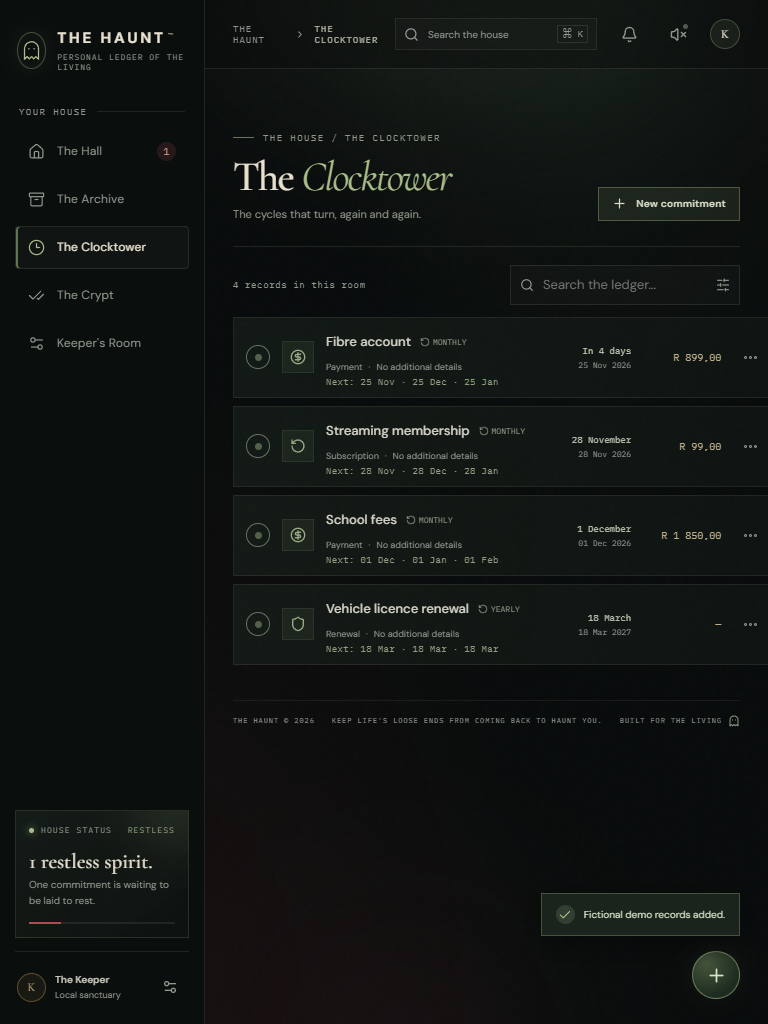 THE HAUNT™
PERSONAL LEDGER OF THE
LIVING
YOUR HOUSE
The Hall 1
The Archive
The Clocktower
The Crypt
Keeper's Room
HOUSE STATUS RESTLESS
1 restless spirit.
One commitment is waiting to
be laid to rest.
K
The Keeper
Local sanctuary
THE
HAUNT
THE
CLOCKTOWER
Search the house ⌘ K
K
THE HOUSE / THE CLOCKTOWER
The Clocktower
The cycles that turn, again and again.
New commitment
4 records in this room
Search the ledger...
Fibre account MONTHLY
Payment · No additional details
Next: 25 Nov · 25 Dec · 25 Jan
In 4 days
25 Nov 2026
R 899,00
Streaming membership MONTHLY
Subscription · No additional details
Next: 28 Nov · 28 Dec · 28 Jan
28 November
28 Nov 2026
R 99,00
School fees MONTHLY
Payment · No additional details
Next: 01 Dec · 01 Jan · 01 Feb
1 December
01 Dec 2026
R 1 850,00
Vehicle licence renewal YEARLY
Renewal · No additional details
Next: 18 Mar · 18 Mar · 18 Mar
18 March
18 Mar 2027
—
THE HAUNT © 2026 KEEP LIFE'S LOOSE ENDS FROM COMING BACK TO HAUNT YOU. BUILT FOR THE LIVING
Fictional demo records added.